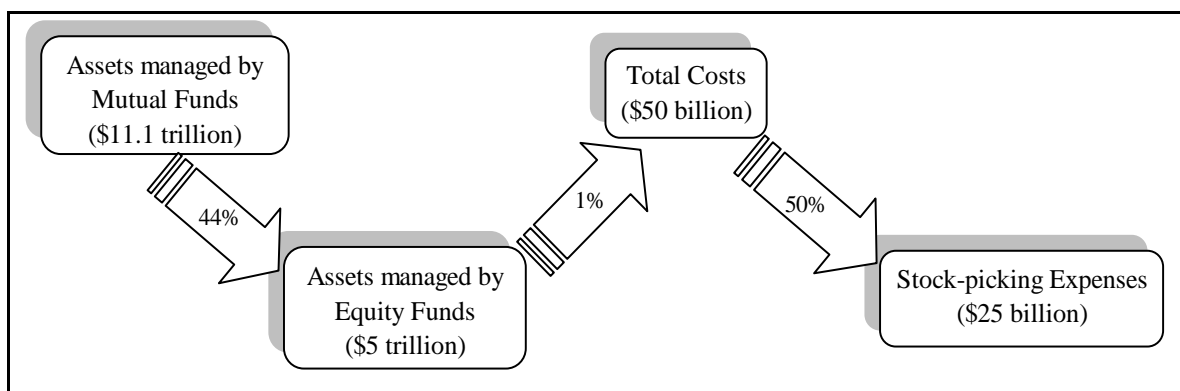 Assets managed by
Mutual Funds
($11.1 trillion)
44%
Assets managed by
Equity Funds
($5 trillion)
1%
Total Costs
($50 billion)
50%
Stock-picking Expenses
($25 billion)